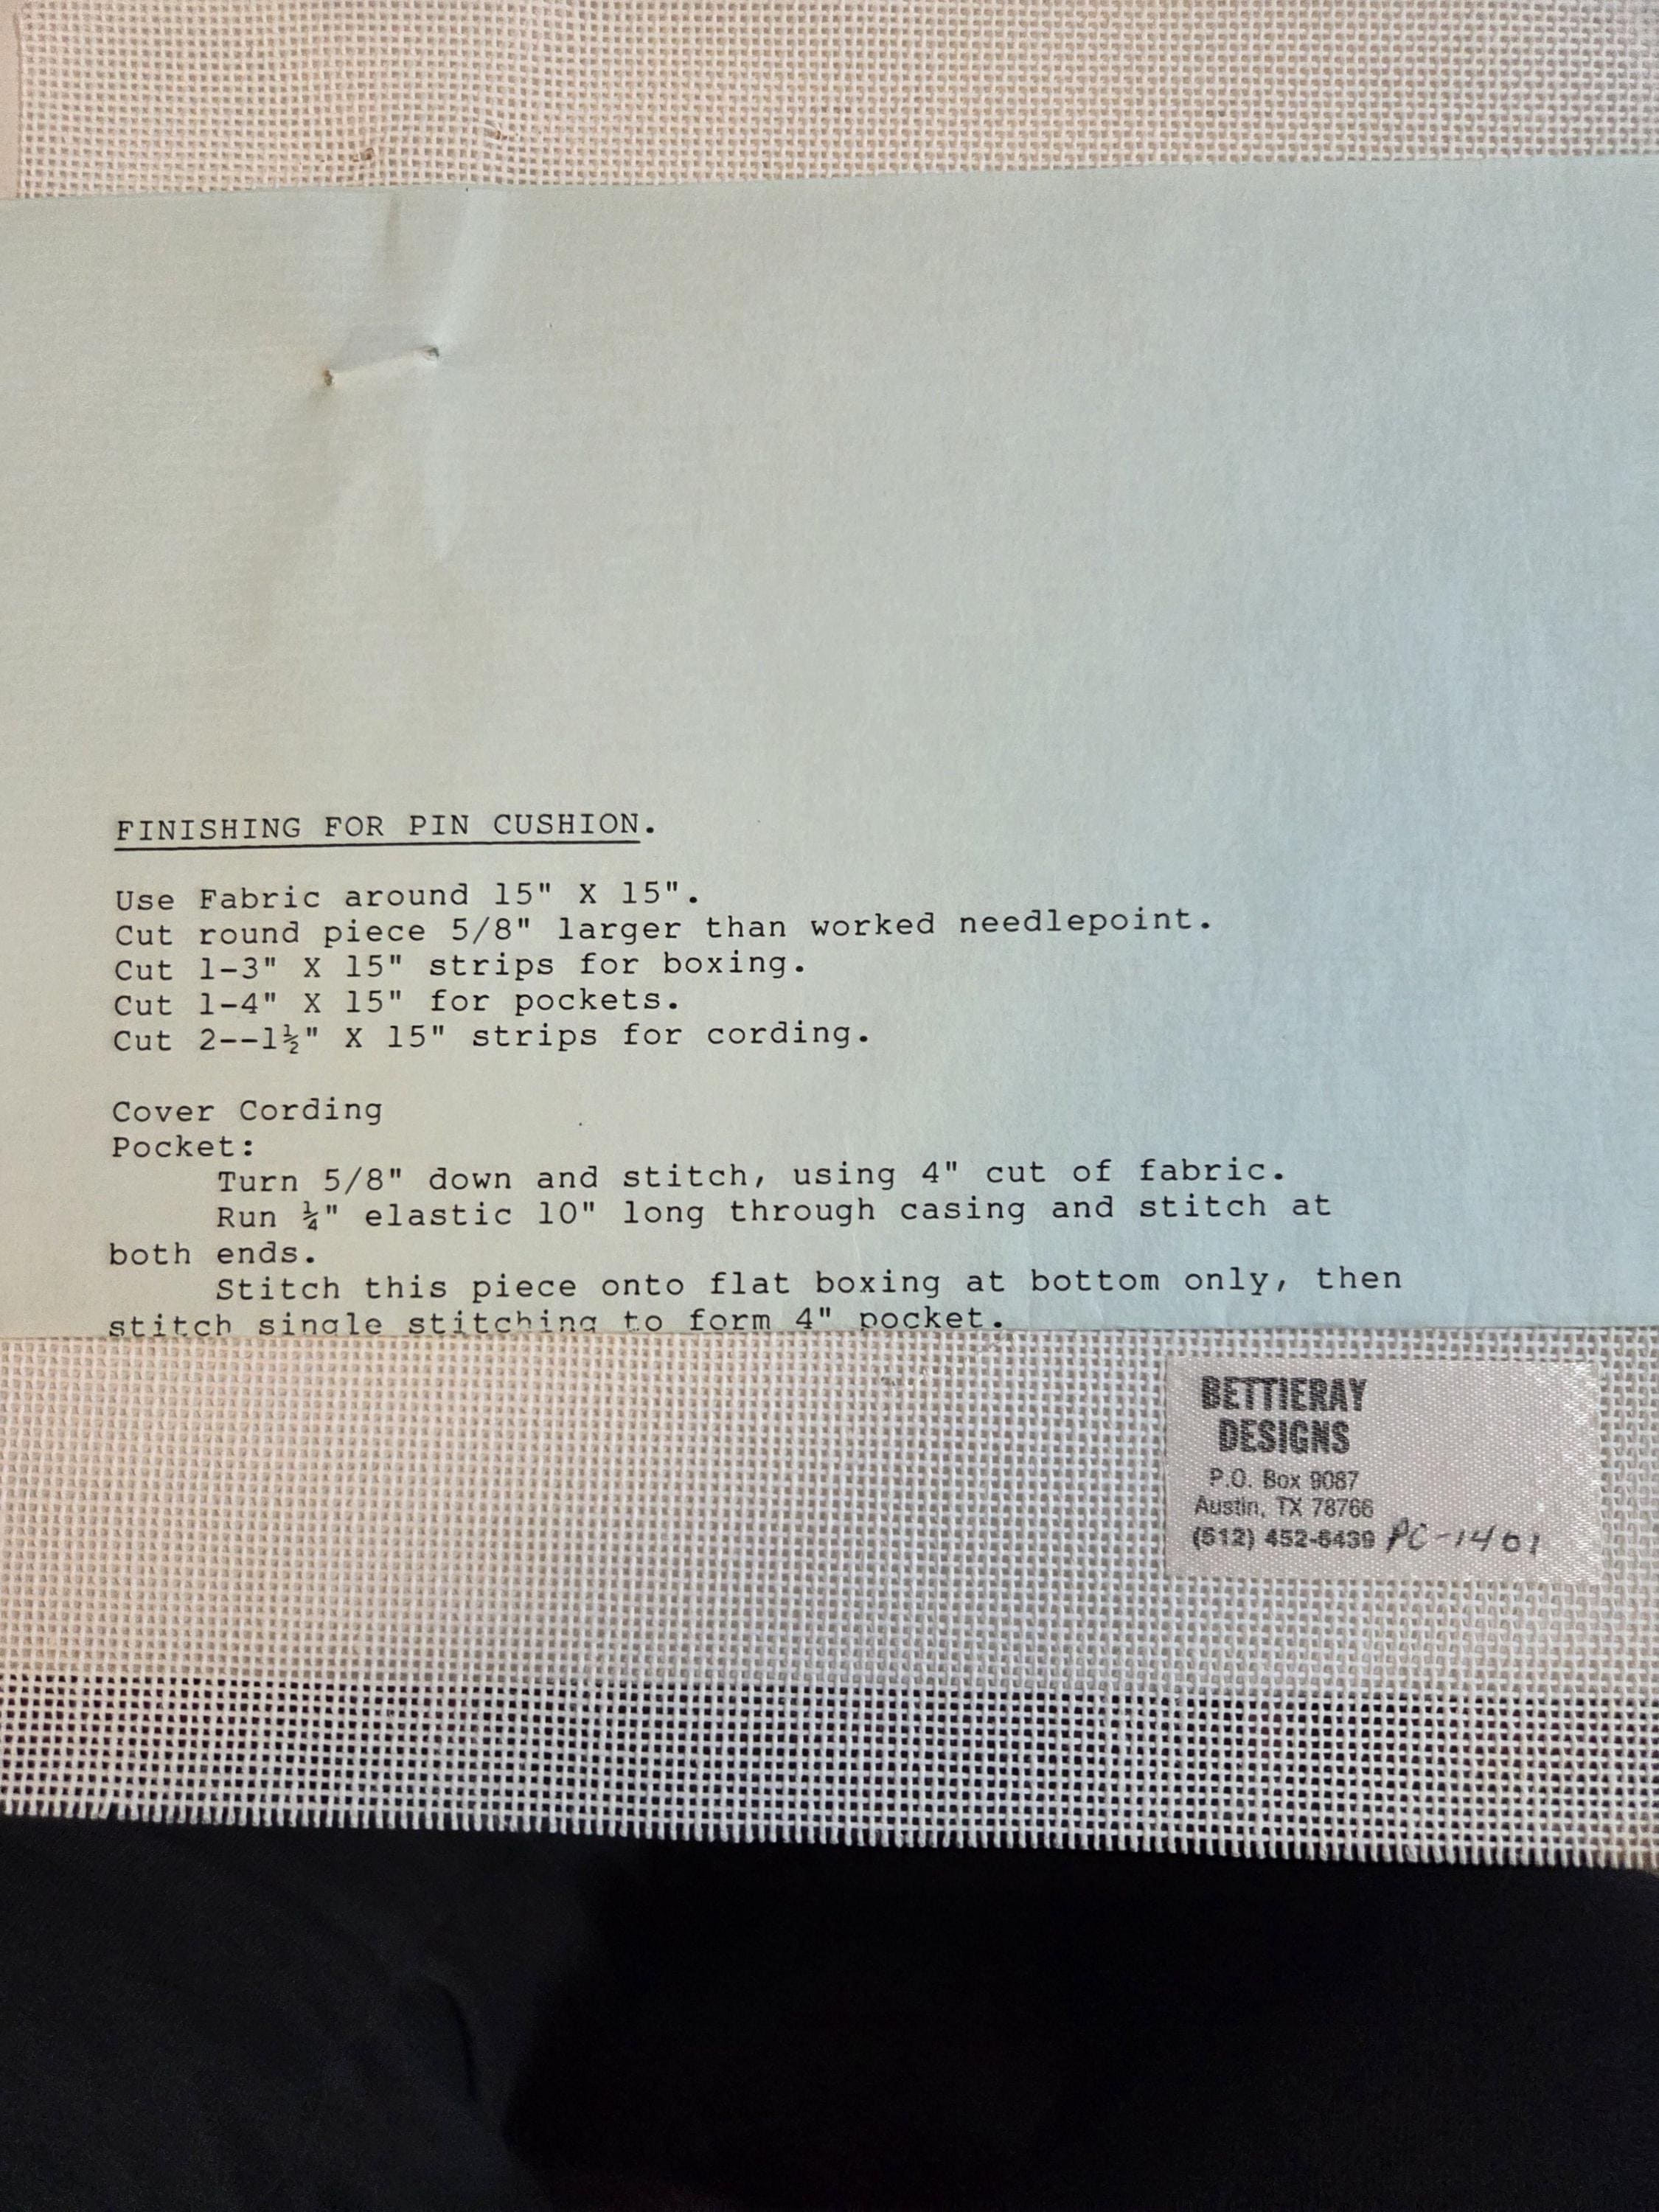 FINISHING FOR PIN CUSHION.
Use Fabric around 15" X 15".
Cut round piece 5/8" larger than worked needlepoint.
Cut 1-3" X 15" strips for boxing.
Cut 1-4" X 15" for pockets.
Cut 2--1½" X 15" strips for cording.
Cover Cording
Pocket:
Turn 5/8" down and stitch, using 4" cut of fabric.
Run ¼" elastic 10" long through casing and stitch at
both ends.
Stitch this piece onto flat boxing at bottom only, then
stitch single stitching to form 4" pocket.
BETTIERAY
DESIGNS
P.O. Box 9087
Austin, TX 78766
(512) 452-6439 PC-1401